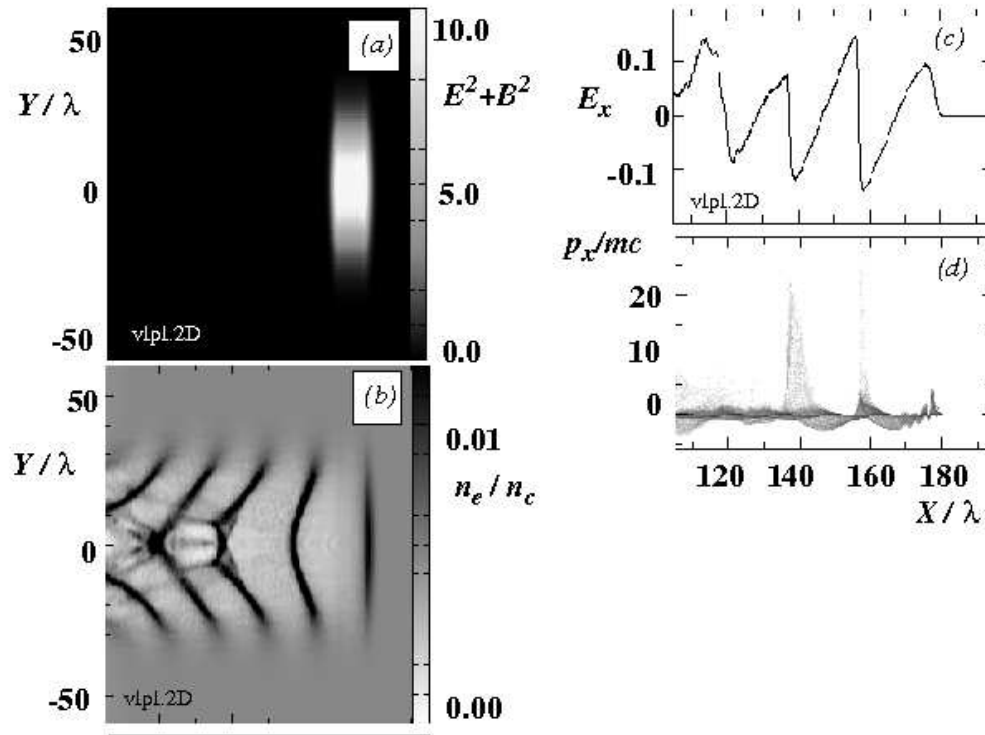 (a)
50
Y / λ
0
-50
vlpl.2D
10.0
E²+B²
5.0
0.0
(b)
50
Y / λ
0
-50
vlpl.2D
0.01
n_e / n_c
0.00
(c)
0.1
E_x
0
-0.1
vlpl.2D
p_x/mc
(d)
20
10
0
120 140 160 180
X / λ